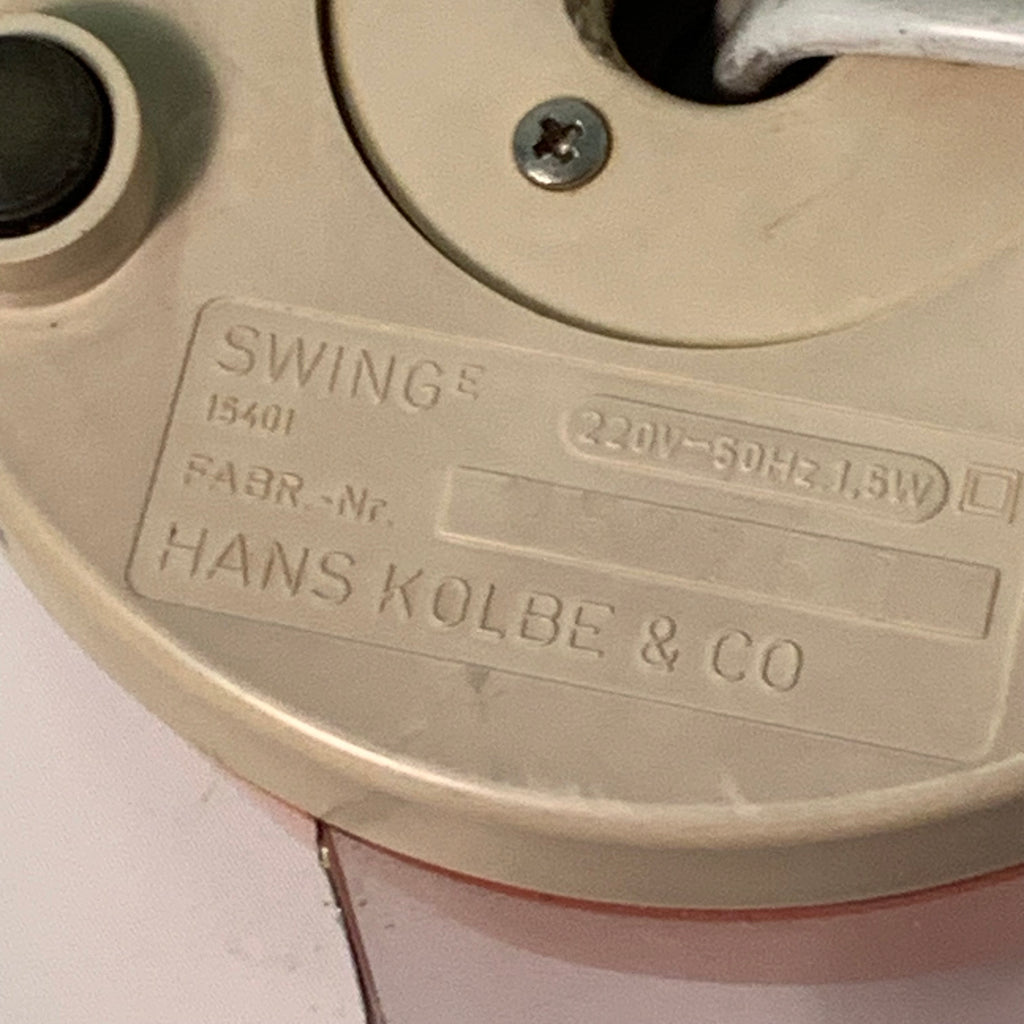 SWING E
15401
220V~50Hz.1,5W
FABR.-Nr.
HANS KOLBE & CO